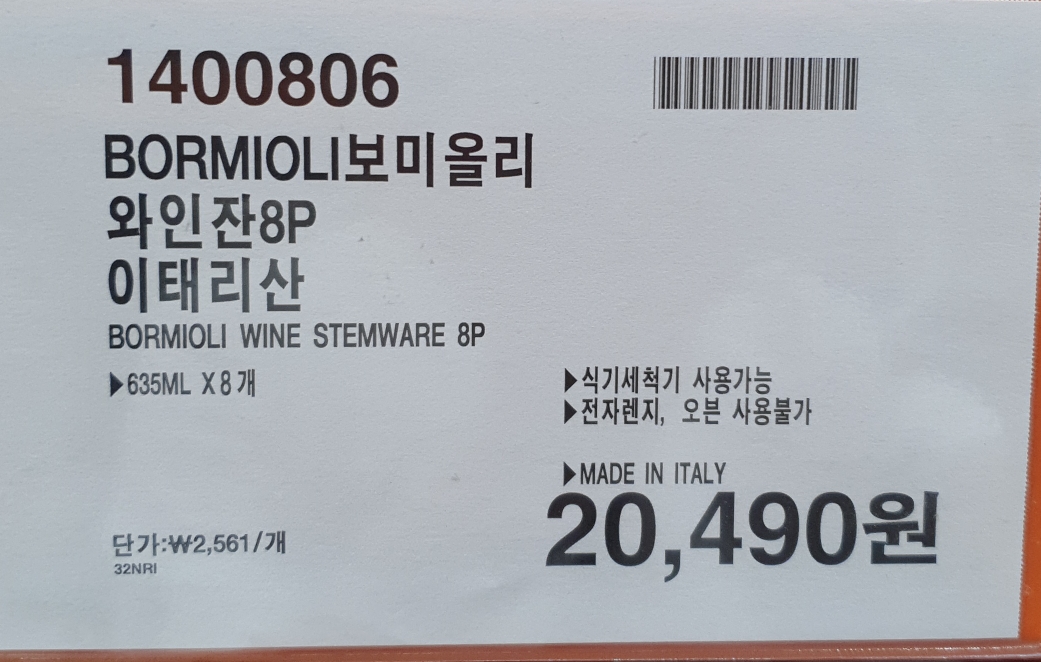 1400806
BORMIOLI보미올리
와인잔8P
이태리산
BORMIOLI WINE STEMWARE 8P
▶635ML X 8 개
▶식기세척기 사용가능
▶전자렌지, 오븐 사용불가
▶MADE IN ITALY
20,490원
단가:₩2,561/개
32NRI